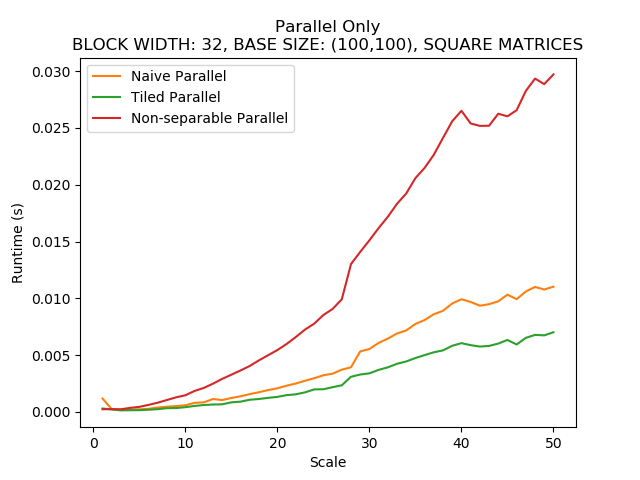 Parallel Only
BLOCK WIDTH: 32, BASE SIZE: (100,100), SQUARE MATRICES
Naive Parallel
Tiled Parallel
Non-separable Parallel
Runtime (s)
0.030
0.025
0.020
0.015
0.010
0.005
0.000
0 10 20 30 40 50
Scale